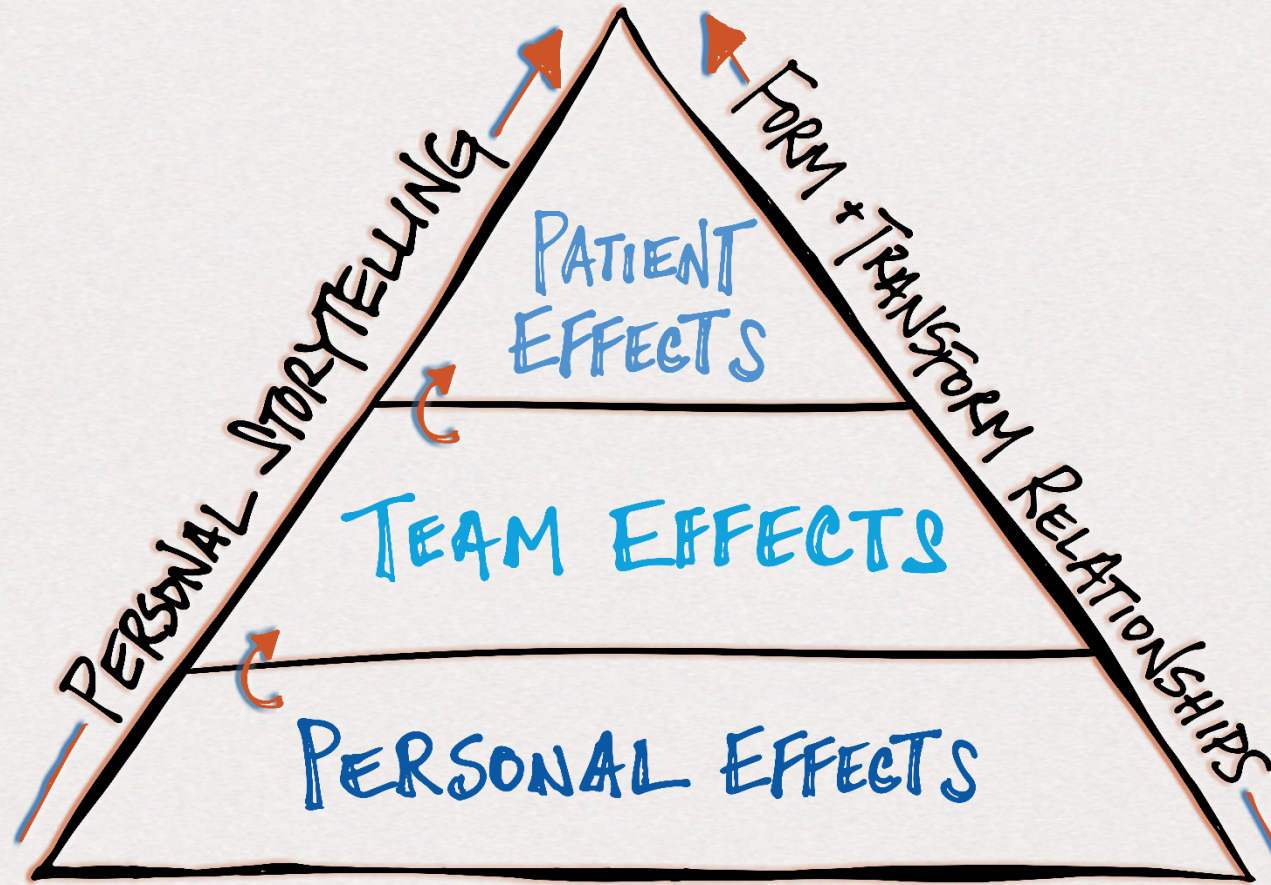 PERSONAL STORYTELLING
FORM + TRANSFORM RELATIONSHIPS
PATIENT
EFFECTS
TEAM EFFECTS
PERSONAL EFFECTS